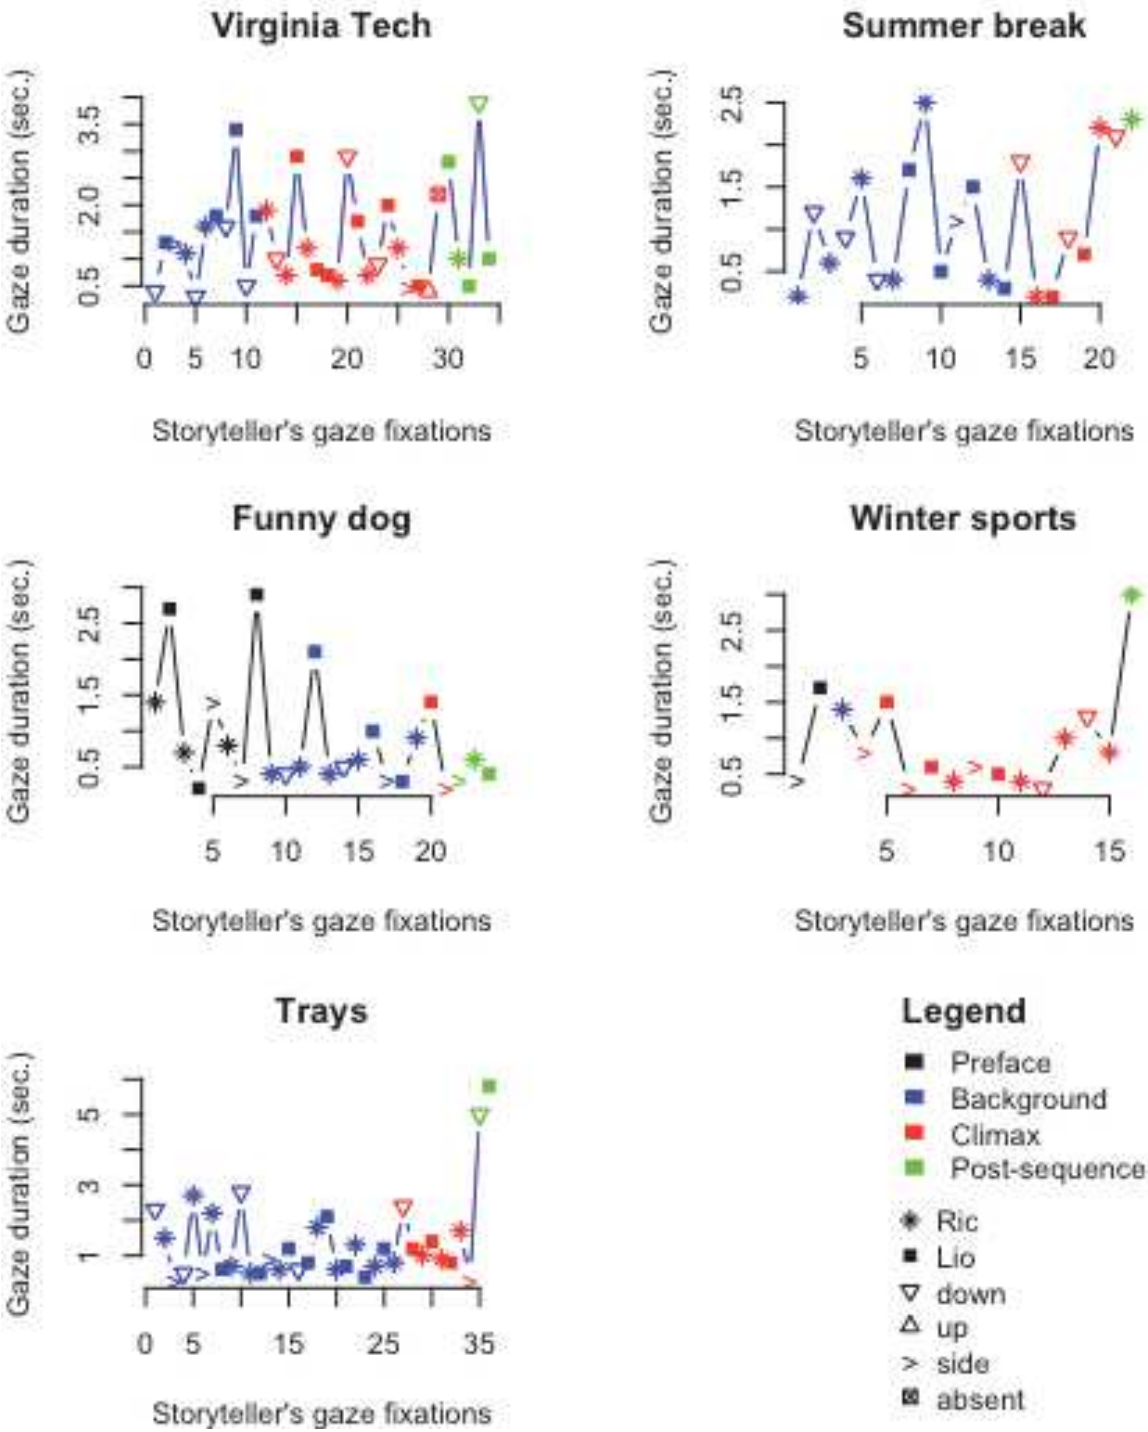 Virginia Tech
Gaze duration (sec.)
0.5 2.0 3.5
0 5 10 20 30
Storyteller's gaze fixations
Summer break
Gaze duration (sec.)
0.5 1.5 2.5
5 10 15 20
Storyteller's gaze fixations
Funny dog
Gaze duration (sec.)
0.5 1.5 2.5
5 10 15 20
Storyteller's gaze fixations
Winter sports
Gaze duration (sec.)
0.5 1.5 2.5
5 10 15
Storyteller's gaze fixations
Trays
Gaze duration (sec.)
1 3 5
0 5 15 25 35
Storyteller's gaze fixations
Legend
Preface
Background
Climax
Post-sequence
Ric
Lio
down
up
side
absent